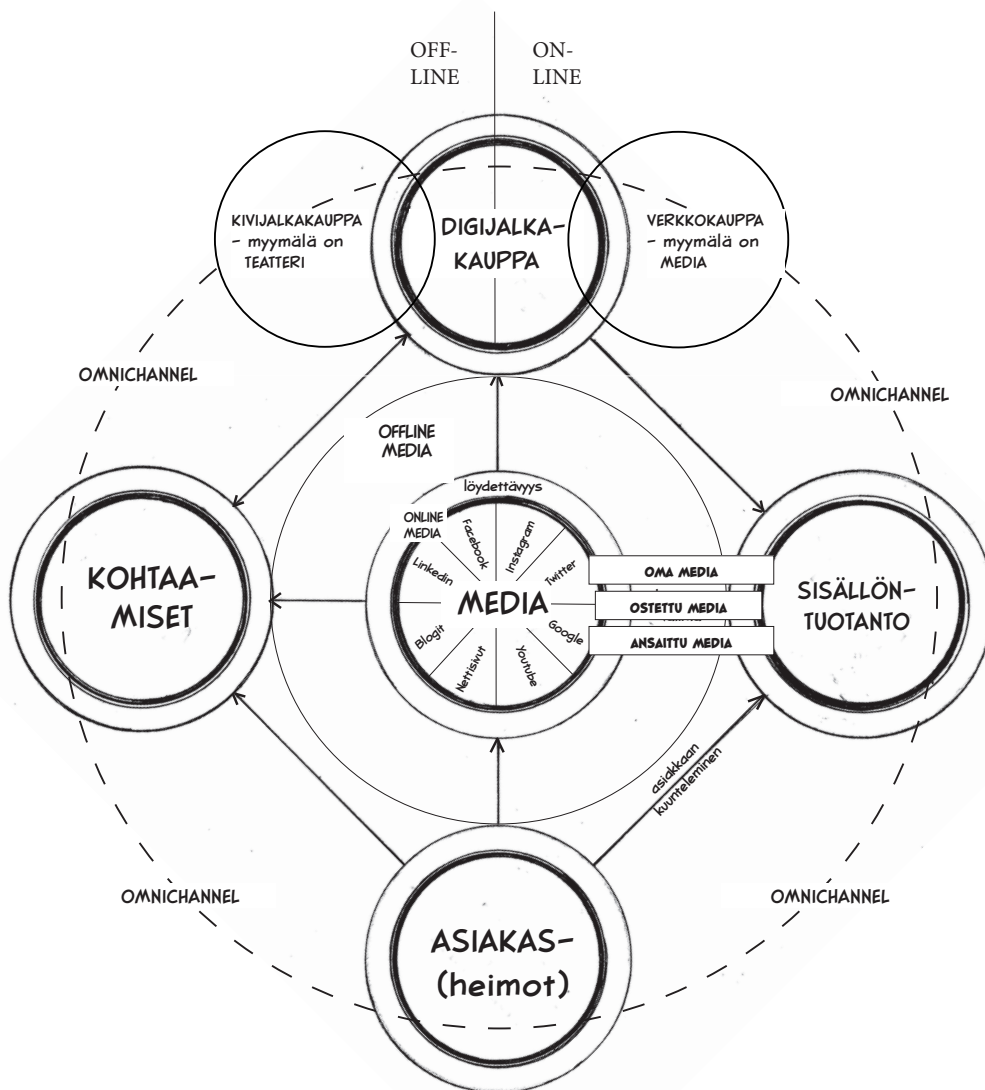 OFF-
LINE
ON-
LINE
KIVIJALKAKAUPPA
- myymälä on
TEATTERI
DIGIJALKA-
KAUPPA
VERKKOKAUPPA
- myymälä on
MEDIA
OMNICHANNEL
OMNICHANNEL
OFFLINE
MEDIA
löydettävyys
ONLINE
MEDIA
Facebook
Instagram
Linkedin
Twitter
KOHTAA-
MISET
MEDIA
OMA MEDIA
OSTETTU MEDIA
ANSAITTU MEDIA
SISÄLLÖN-
TUOTANTO
Blogit
Nettisivut
Youtube
Google
asiakkaan
kuunteleminen
OMNICHANNEL
OMNICHANNEL
ASIAKAS-
(heimot)